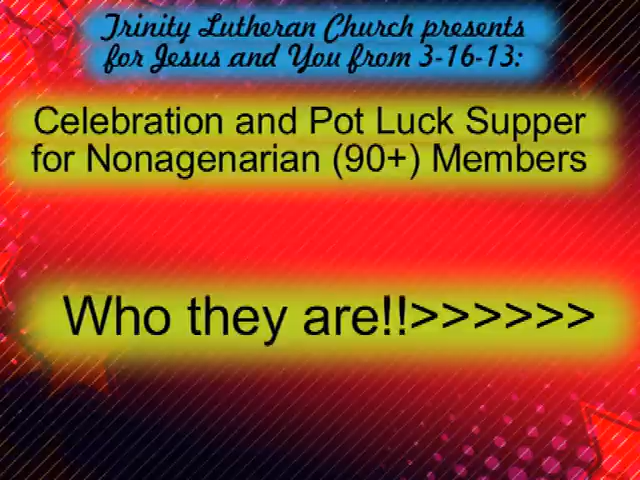 Trinity Lutheran Church presents
for Jesus and You from 3-16-13:
Celebration and Pot Luck Supper
for Nonagenarian (90+) Members
Who they are!!>>>>>>